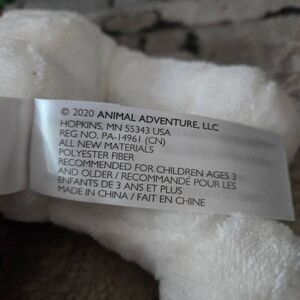 © 2020 ANIMAL ADVENTURE, LLC
HOPKINS, MN 55343 USA
REG NO. PA-14961 (CN)
ALL NEW MATERIALS
POLYESTER FIBER
RECOMMENDED FOR CHILDREN AGES 3
AND OLDER / RECOMMANDÉ POUR LES
ENFANTS DE 3 ANS ET PLUS
MADE IN CHINA / FAIT EN CHINE